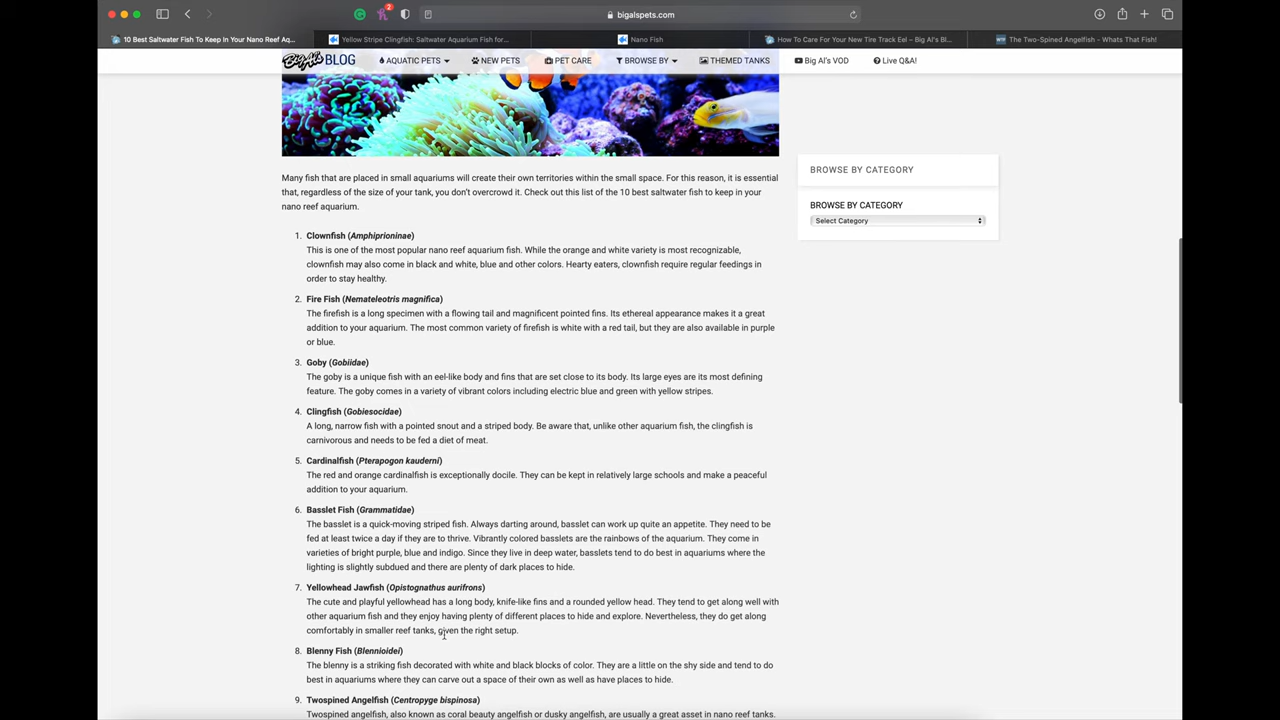 2
bigalspets.com
10 Best Saltwater Fish To Keep In Your Nano Reef Aq...
Yellow Stripe Clingfish: Saltwater Aquarium Fish for...
Nano Fish
How To Care For Your New Tire Track Eel – Big Al's Bl...
The Two-Spined Angelfish – Whats That Fish!
Big Al's BLOG
AQUATIC PETS
NEW PETS
PET CARE
BROWSE BY
THEMED TANKS
Big Al's VOD
Live Q&A!
Many fish that are placed in small aquariums will create their own territories within the small space. For this reason, it is essential
that, regardless of the size of your tank, you don't overcrowd it. Check out this list of the 10 best saltwater fish to keep in your
nano reef aquarium.
BROWSE BY CATEGORY
BROWSE BY CATEGORY
Select Category
1. Clownfish (Amphiprioninae)
This is one of the most popular nano reef aquarium fish. While the orange and white variety is most recognizable,
clownfish may also come in black and white, blue and other colors. Hearty eaters, clownfish require regular feedings in
order to stay healthy.
2. Fire Fish (Nemateleotris magnifica)
The firefish is a long specimen with a flowing tail and magnificent pointed fins. Its ethereal appearance makes it a great
addition to your aquarium. The most common variety of firefish is white with a red tail, but they are also available in purple
or blue.
3. Goby (Gobiidae)
The goby is a unique fish with an eel-like body and fins that are set close to its body. Its large eyes are its most defining
feature. The goby comes in a variety of vibrant colors including electric blue and green with yellow stripes.
4. Clingfish (Gobiesocidae)
A long, narrow fish with a pointed snout and a striped body. Be aware that, unlike other aquarium fish, the clingfish is
carnivorous and needs to be fed a diet of meat.
5. Cardinalfish (Pterapogon kauderni)
The red and orange cardinalfish is exceptionally docile. They can be kept in relatively large schools and make a peaceful
addition to your aquarium.
6. Basslet Fish (Grammatidae)
The basslet is a quick-moving striped fish. Always darting around, basslet can work up quite an appetite. They need to be
fed at least twice a day if they are to thrive. Vibrantly colored basslets are the rainbows of the aquarium. They come in
varieties of bright purple, blue and indigo. Since they live in deep water, basslets tend to do best in aquariums where the
lighting is slightly subdued and there are plenty of dark places to hide.
7. Yellowhead Jawfish (Opistognathus aurifrons)
The cute and playful yellowhead has a long body, knife-like fins and a rounded yellow head. They tend to get along well with
other aquarium fish and they enjoy having plenty of different places to hide and explore. Nevertheless, they do get along
comfortably in smaller reef tanks, given the right setup.
8. Blenny Fish (Blennioidei)
The blenny is a striking fish decorated with white and black blocks of color. They are a little on the shy side and tend to do
best in aquariums where they can carve out a space of their own as well as have places to hide.
9. Twospined Angelfish (Centropyge bispinosa)
Twospined angelfish, also known as coral beauty angelfish or dusky angelfish, are usually a great asset in nano reef tanks.